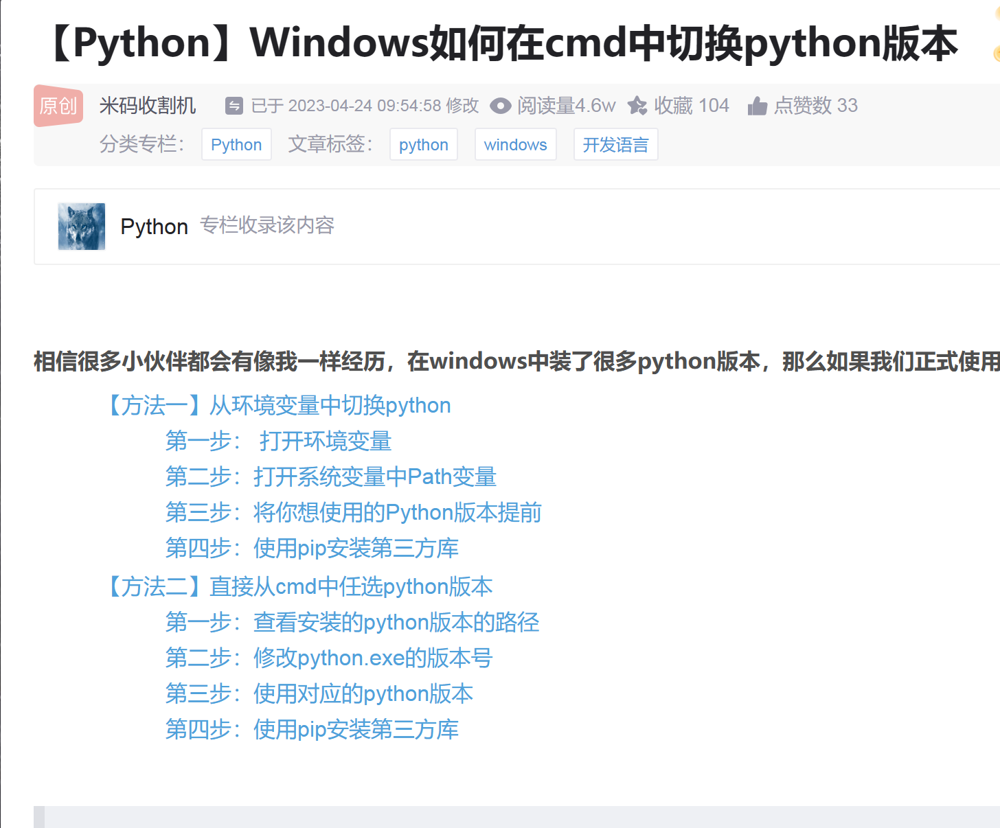 【Python】Windows如何在cmd中切换python版本
原创 米码收割机 已于 2023-04-24 09:54:58 修改 阅读量4.6w 收藏 104 点赞数 33
分类专栏： Python 文章标签： python windows 开发语言
Python 专栏收录该内容
相信很多小伙伴都会有像我一样经历，在windows中装了很多python版本，那么如果我们正式使用
【方法一】从环境变量中切换python
第一步： 打开环境变量
第二步：打开系统变量中Path变量
第三步：将你想使用的Python版本提前
第四步：使用pip安装第三方库
【方法二】直接从cmd中任选python版本
第一步：查看安装的python版本的路径
第二步：修改python.exe的版本号
第三步：使用对应的python版本
第四步：使用pip安装第三方库